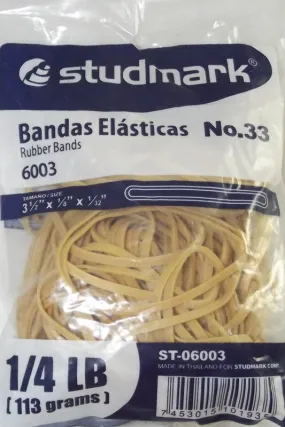 studmark®
Bandas Elásticas No.33
Rubber Bands
6003
TAMAÑO/SIZE
3 ½" x ⅛" x 1/32"
1/4 LB
( 113 grams )
ST-06003
MADE IN THAILAND FOR STUDMARK CORP.